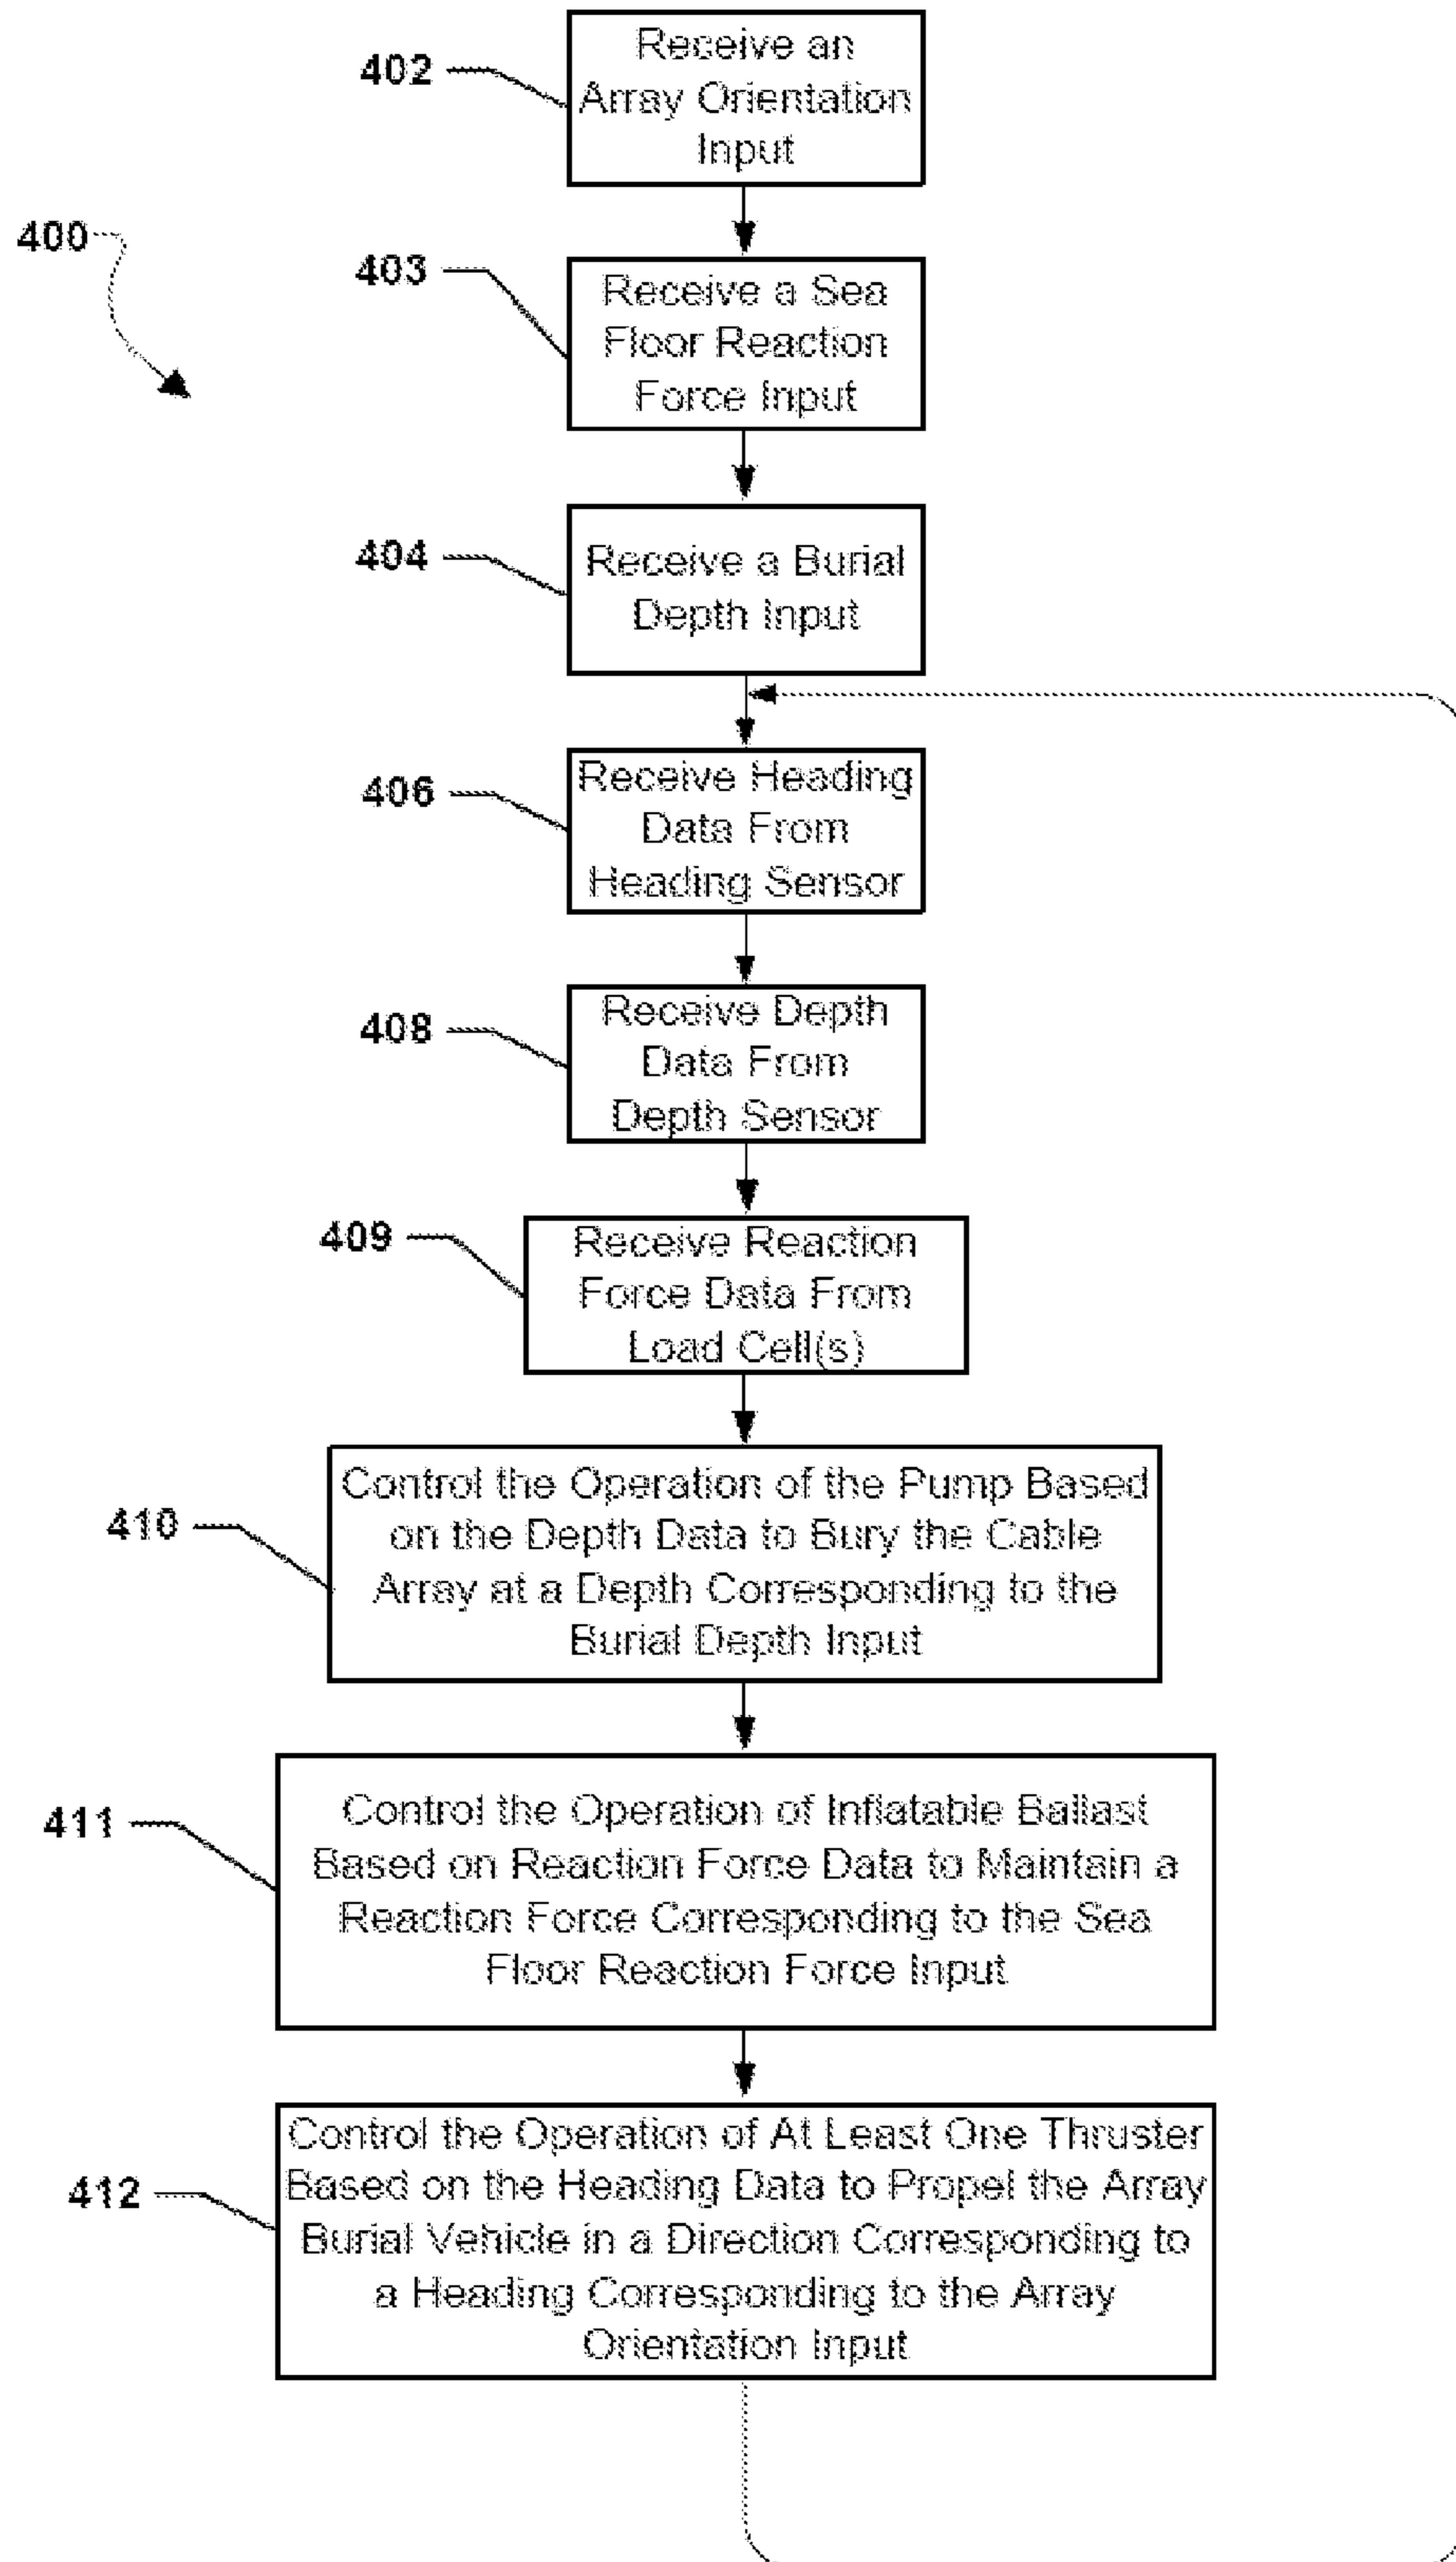 402
Receive an
Array Orientation
Input
400
403
Receive a Sea
Floor Reaction
Force Input
404
Receive a Burial
Depth Input
406
Receive Heading
Data From
Heading Sensor
408
Receive Depth
Data From
Depth Sensor
409
Receive Reaction
Force Data From
Load Cell(s)
410
Control the Operation of the Pump Based
on the Depth Data to Bury the Cable
Array at a Depth Corresponding to the
Burial Depth Input
411
Control the Operation of Inflatable Ballast
Based on Reaction Force Data to Maintain a
Reaction Force Corresponding to the Sea
Floor Reaction Force Input
412
Control the Operation of At Least One Thruster
Based on the Heading Data to Propel the Array
Burial Vehicle in a Direction Corresponding to
a Heading Corresponding to the Array
Orientation Input